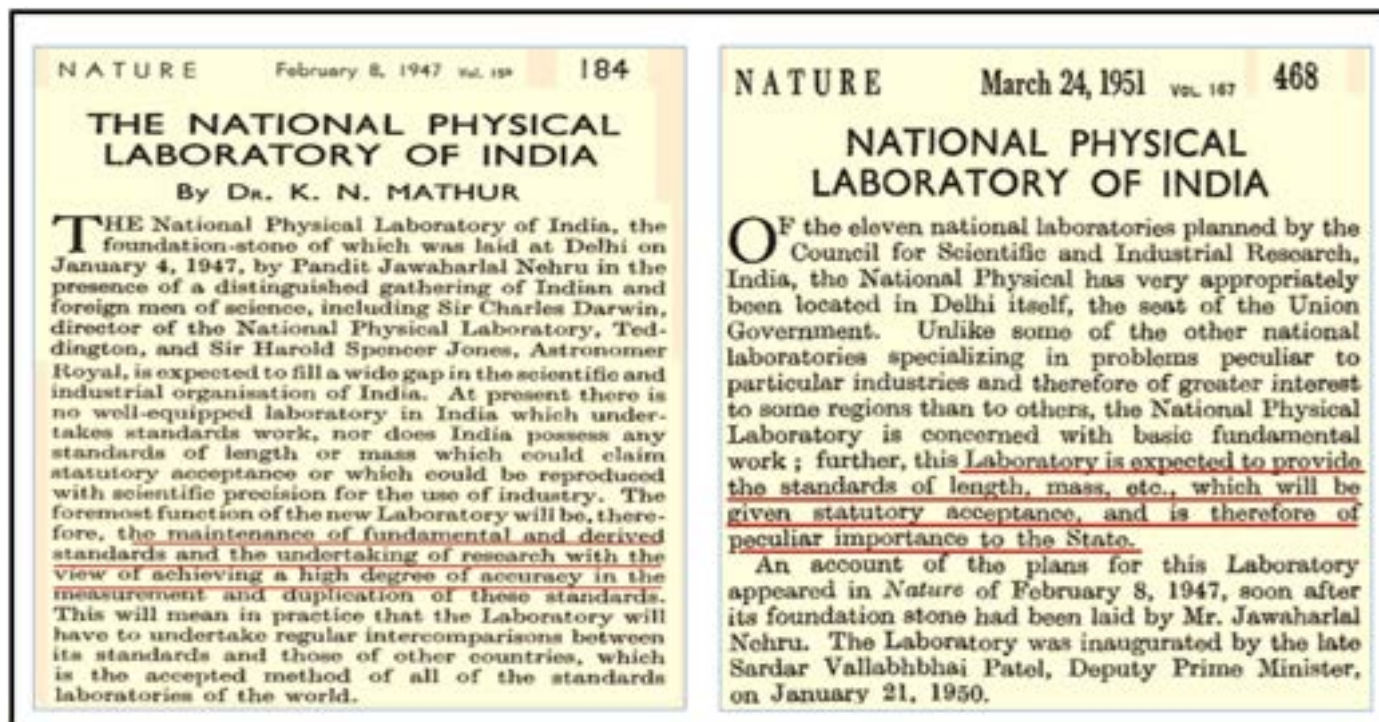 NATURE February 8, 1947 Vol. 159 184
THE NATIONAL PHYSICAL
LABORATORY OF INDIA
By DR. K. N. MATHUR
THE National Physical Laboratory of India, the
foundation-stone of which was laid at Delhi on
January 4, 1947, by Pandit Jawaharlal Nehru in the
presence of a distinguished gathering of Indian and
foreign men of science, including Sir Charles Darwin,
director of the National Physical Laboratory, Ted-
dington, and Sir Harold Spencer Jones, Astronomer
Royal, is expected to fill a wide gap in the scientific and
industrial organisation of India. At present there is
no well-equipped laboratory in India which under-
takes standards work, nor does India possess any
standards of length or mass which could claim
statutory acceptance or which could be reproduced
with scientific precision for the use of industry. The
foremost function of the new Laboratory will be, there-
fore, the maintenance of fundamental and derived
standards and the undertaking of research with the
view of achieving a high degree of accuracy in the
measurement and duplication of these standards.
This will mean in practice that the Laboratory will
have to undertake regular intercomparisons between
its standards and those of other countries, which
is the accepted method of all of the standards
laboratories of the world.
NATURE March 24, 1951 VOL. 167 468
NATIONAL PHYSICAL
LABORATORY OF INDIA
OF the eleven national laboratories planned by the
Council for Scientific and Industrial Research,
India, the National Physical has very appropriately
been located in Delhi itself, the seat of the Union
Government. Unlike some of the other national
laboratories specializing in problems peculiar to
particular industries and therefore of greater interest
to some regions than to others, the National Physical
Laboratory is concerned with basic fundamental
work ; further, this Laboratory is expected to provide
the standards of length, mass, etc., which will be
given statutory acceptance, and is therefore of
peculiar importance to the State.
An account of the plans for this Laboratory
appeared in Nature of February 8, 1947, soon after
its foundation stone had been laid by Mr. Jawaharlal
Nehru. The Laboratory was inaugurated by the late
Sardar Vallabhbhai Patel, Deputy Prime Minister,
on January 21, 1950.